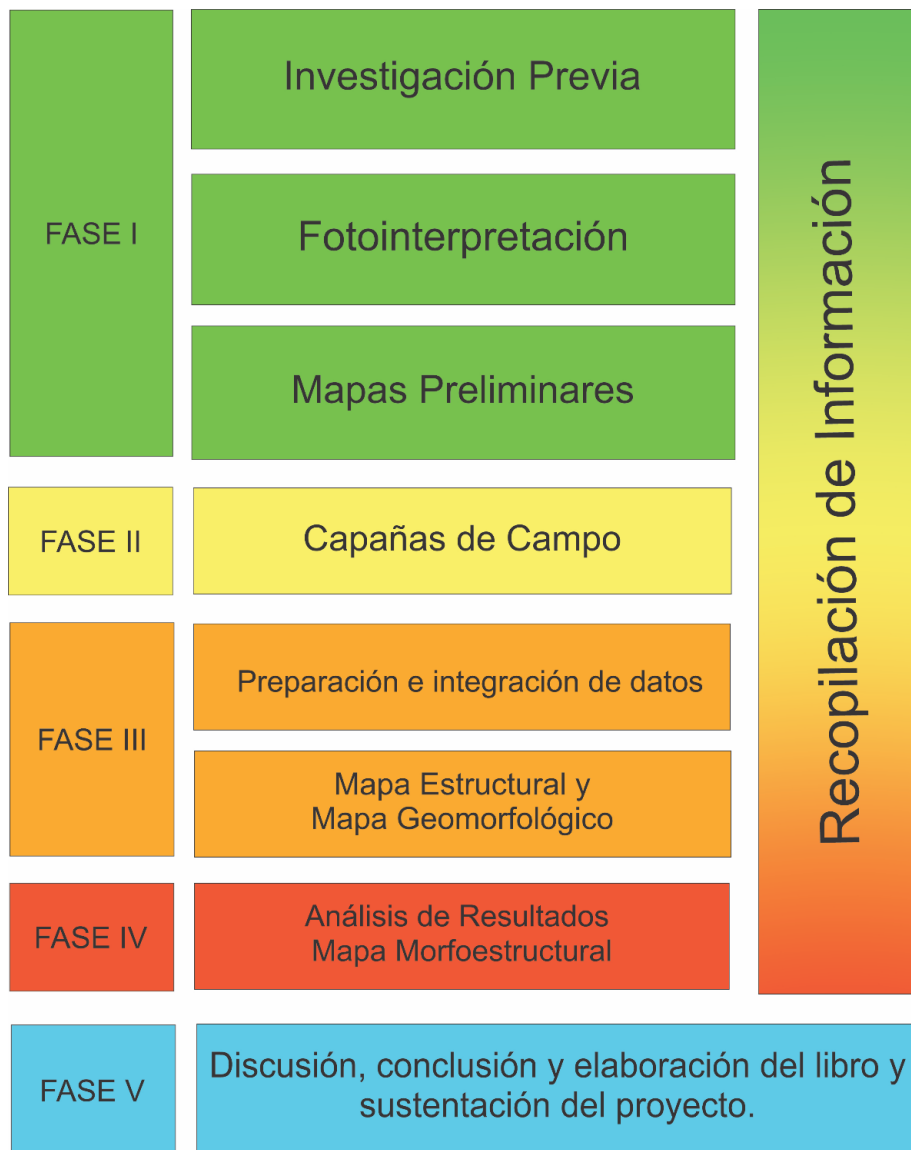 FASE I
Investigación Previa
Fotointerpretación
Mapas Preliminares
FASE II
Capañas de Campo
FASE III
Preparación e integración de datos
Mapa Estructural y
Mapa Geomorfológico
FASE IV
Análisis de Resultados
Mapa Morfoestructural
Recopilación de Información
FASE V
Discusión, conclusión y elaboración del libro y
sustentación del proyecto.